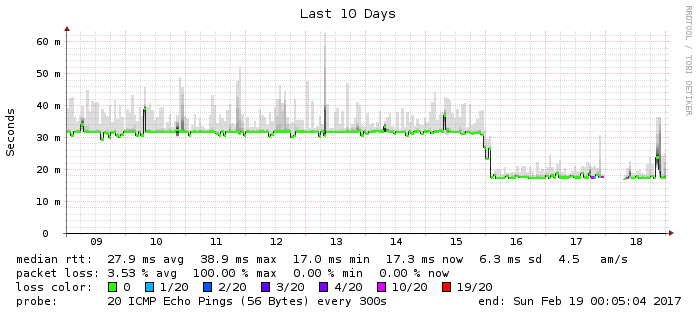 Last 10 Days
RRDTOOL / TOBI OETIKER
Seconds
60 m
50 m
40 m
30 m
20 m
10 m
0
09 10 11 12 13 14 15 16 17 18
median rtt: 27.9 ms avg 38.9 ms max 17.0 ms min 17.3 ms now 6.3 ms sd 4.5 am/s
packet loss: 3.53 % avg 100.00 % max 0.00 % min 0.00 % now
loss color: 0 1/20 2/20 3/20 4/20 10/20 19/20
probe: 20 ICMP Echo Pings (56 Bytes) every 300s end: Sun Feb 19 00:05:04 2017